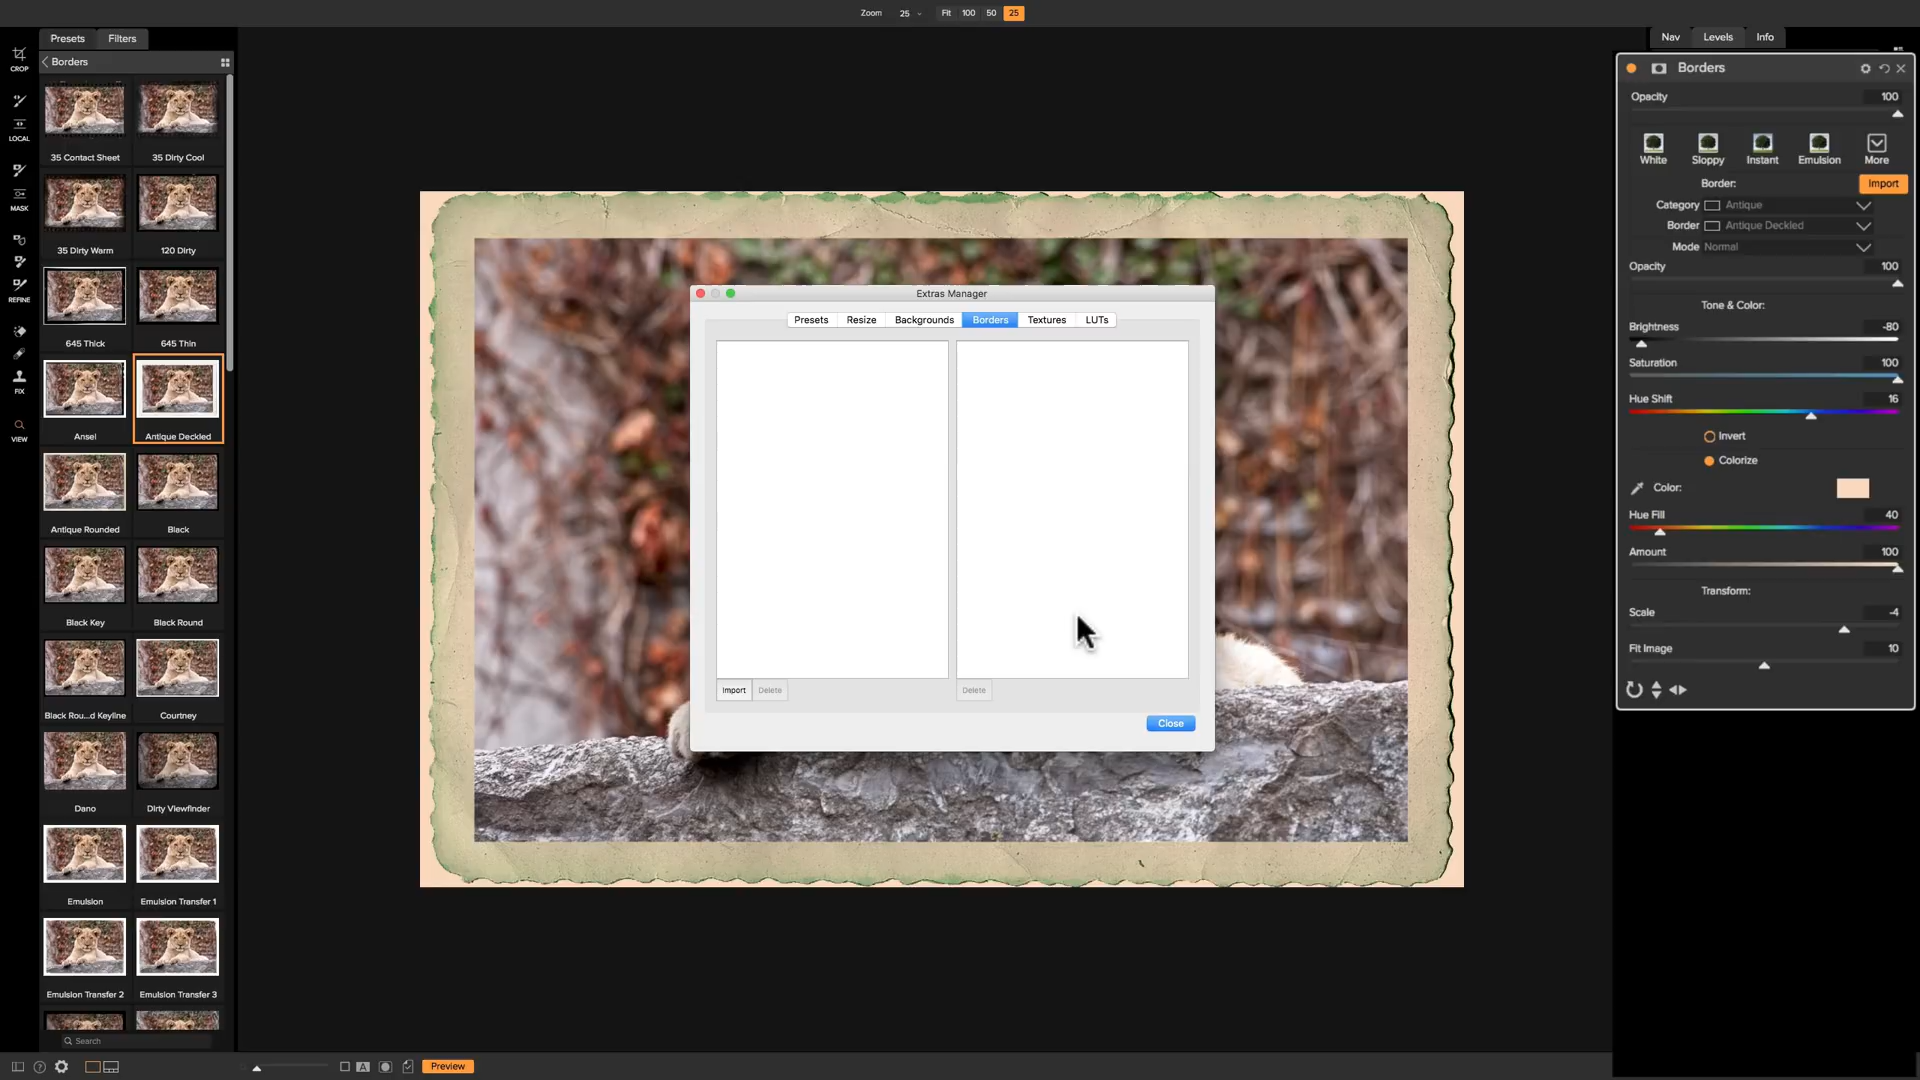 Zoom 25 Fit 100 50 25
Presets Filters
Nav Levels Info
Borders
CROP
LOCAL
MASK
REFINE
FIX
VIEW
35 Contact Sheet 35 Dirty Cool
35 Dirty Warm 120 Dirty
645 Thick 645 Thin
Ansel Antique Deckled
Antique Rounded Black
Black Key Black Round
Black Rou...d Keyline Courtney
Dano Dirty Viewfinder
Emulsion Emulsion Transfer 1
Emulsion Transfer 2 Emulsion Transfer 3
Search
Extras Manager
Presets Resize Backgrounds Borders Textures LUTs
Import Delete
Delete
Close
Borders
Opacity 100
White Sloppy Instant Emulsion More
Border: Import
Category Antique
Border Antique Deckled
Mode Normal
Opacity 100
Tone & Color:
Brightness -80
Saturation 100
Hue Shift 16
Invert
Colorize
Color:
Hue Fill 40
Amount 100
Transform:
Scale -4
Fit Image 10
? A Preview